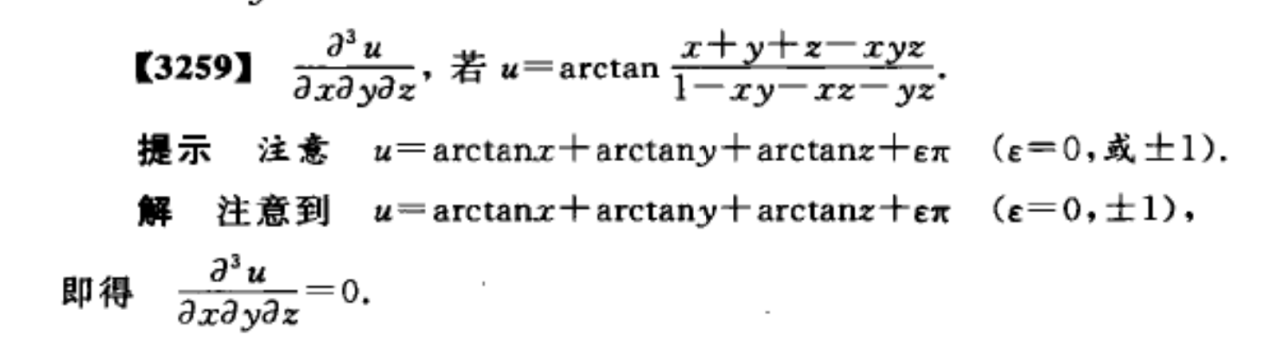 【3259】 ∂³u/∂x∂y∂z, 若 u=arctan (x+y+z-xyz)/(1-xy-xz-yz).
提示 注意 u=arctanx+arctany+arctanz+επ (ε=0,或±1).
解 注意到 u=arctanx+arctany+arctanz+επ (ε=0,±1),
即得 ∂³u/∂x∂y∂z=0.